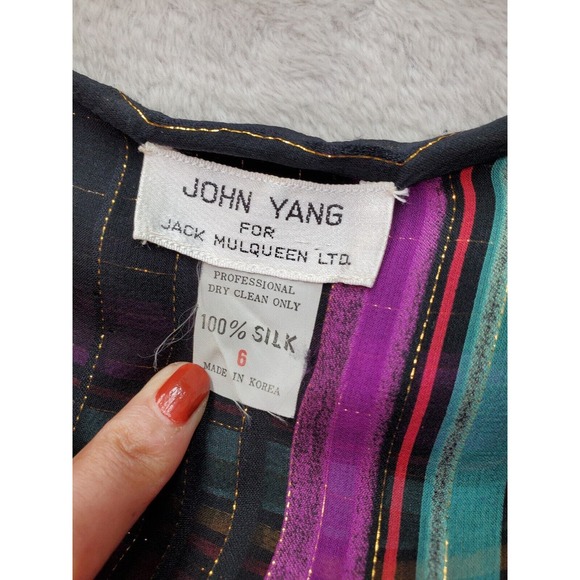 JOHN YANG
FOR
JACK MULQUEEN LTD.
PROFESSIONAL
DRY CLEAN ONLY
100% SILK
6
MADE IN KOREA